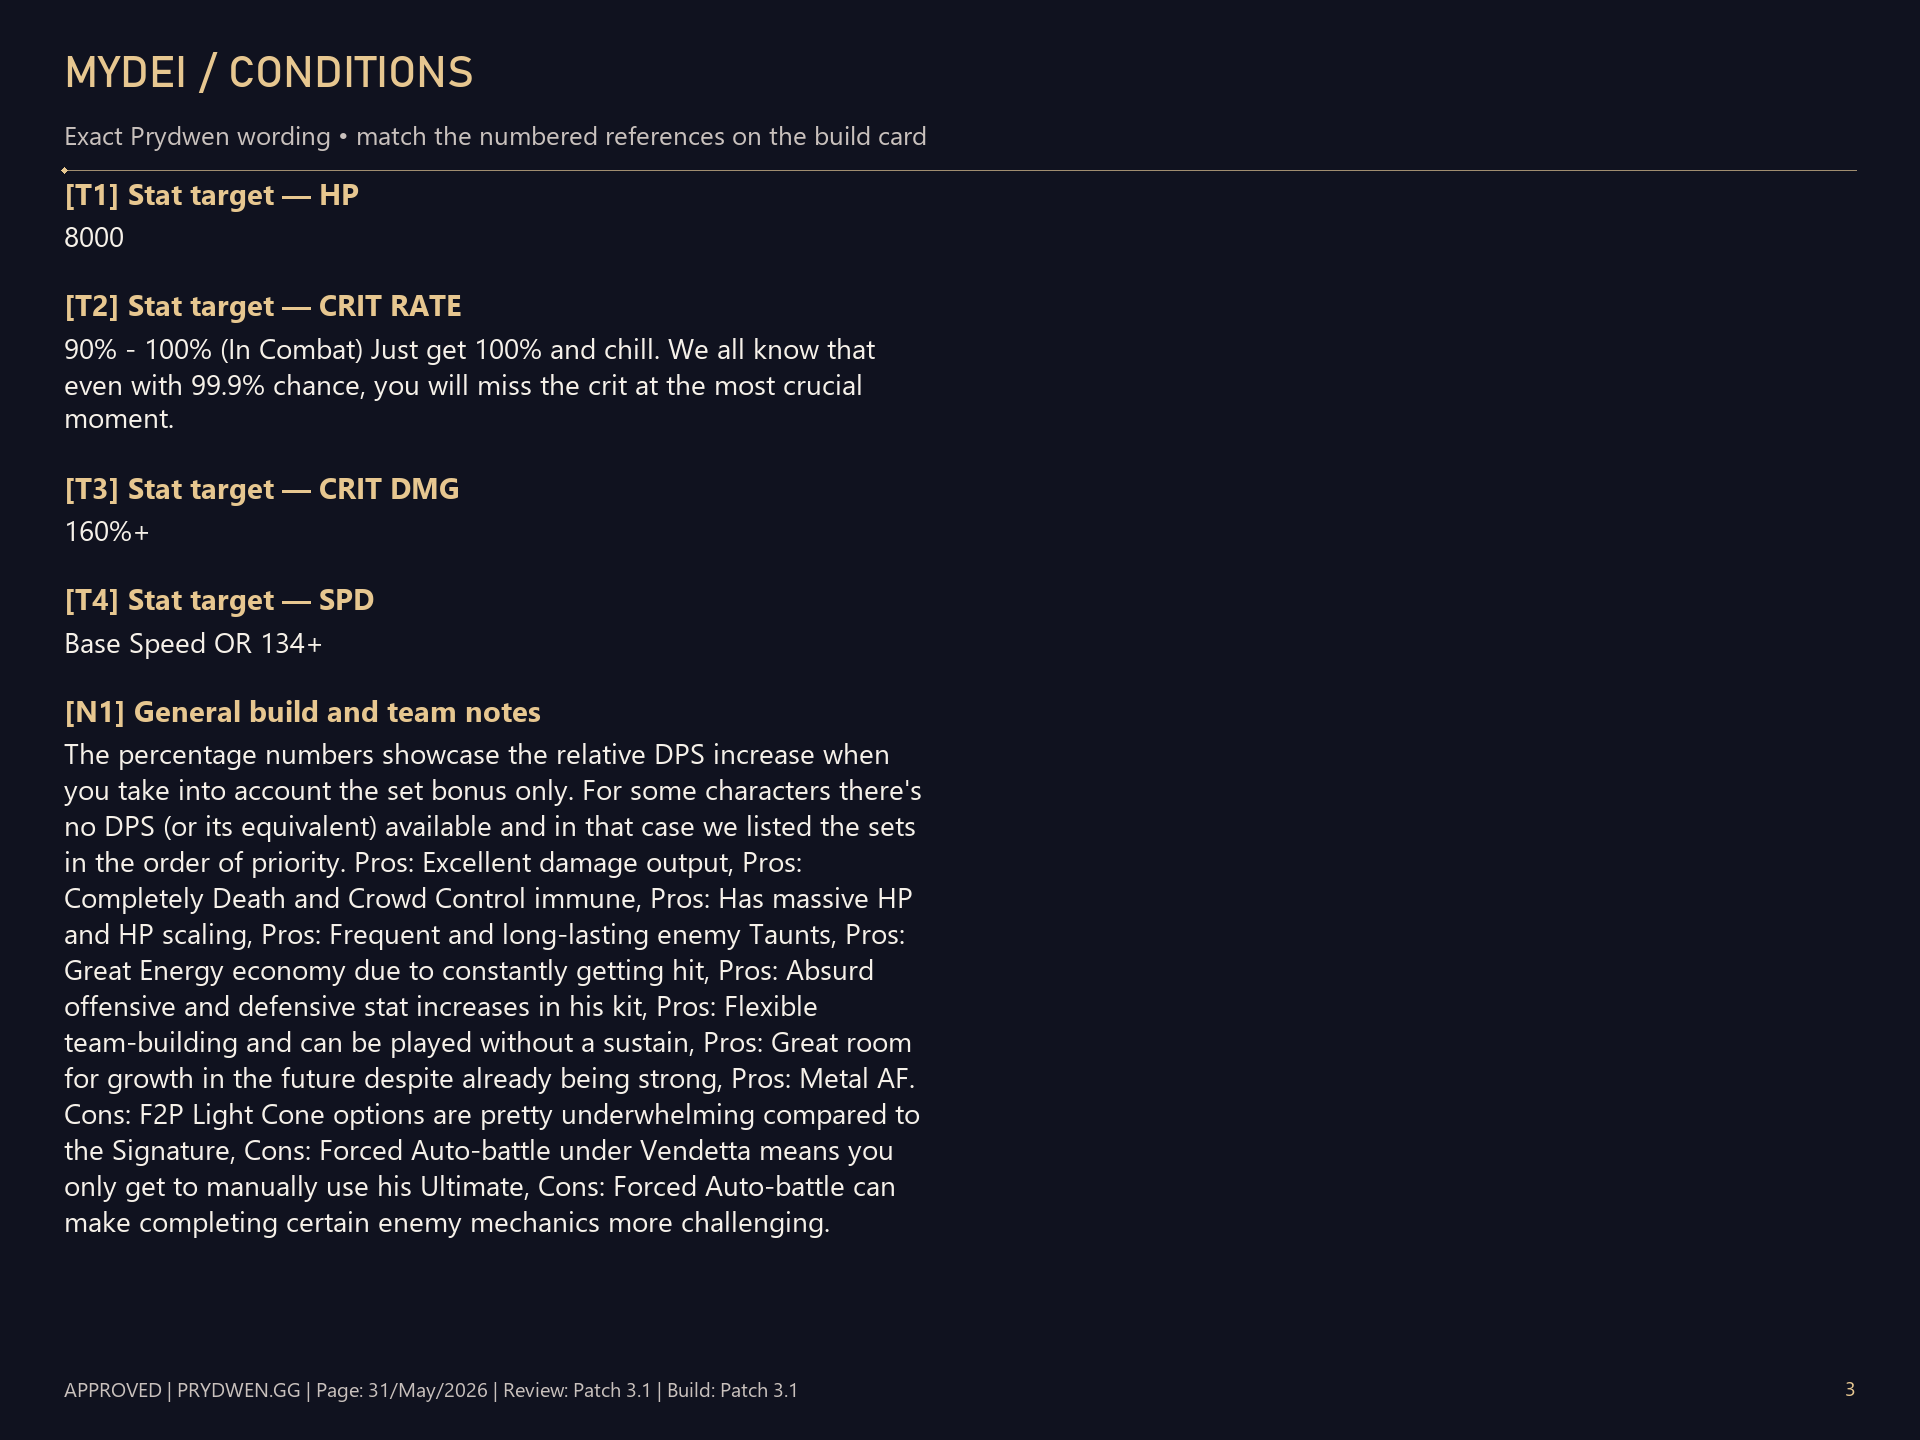 MYDEI / CONDITIONS
Exact Prydwen wording • match the numbered references on the build card
[T1] Stat target — HP
8000
[T2] Stat target — CRIT RATE
90% - 100% (In Combat) Just get 100% and chill. We all know that
even with 99.9% chance, you will miss the crit at the most crucial
moment.
[T3] Stat target — CRIT DMG
160%+
[T4] Stat target — SPD
Base Speed OR 134+
[N1] General build and team notes
The percentage numbers showcase the relative DPS increase when
you take into account the set bonus only. For some characters there's
no DPS (or its equivalent) available and in that case we listed the sets
in the order of priority. Pros: Excellent damage output, Pros:
Completely Death and Crowd Control immune, Pros: Has massive HP
and HP scaling, Pros: Frequent and long-lasting enemy Taunts, Pros:
Great Energy economy due to constantly getting hit, Pros: Absurd
offensive and defensive stat increases in his kit, Pros: Flexible
team-building and can be played without a sustain, Pros: Great room
for growth in the future despite already being strong, Pros: Metal AF.
Cons: F2P Light Cone options are pretty underwhelming compared to
the Signature, Cons: Forced Auto-battle under Vendetta means you
only get to manually use his Ultimate, Cons: Forced Auto-battle can
make completing certain enemy mechanics more challenging.
APPROVED | PRYDWEN.GG | Page: 31/May/2026 | Review: Patch 3.1 | Build: Patch 3.1
3